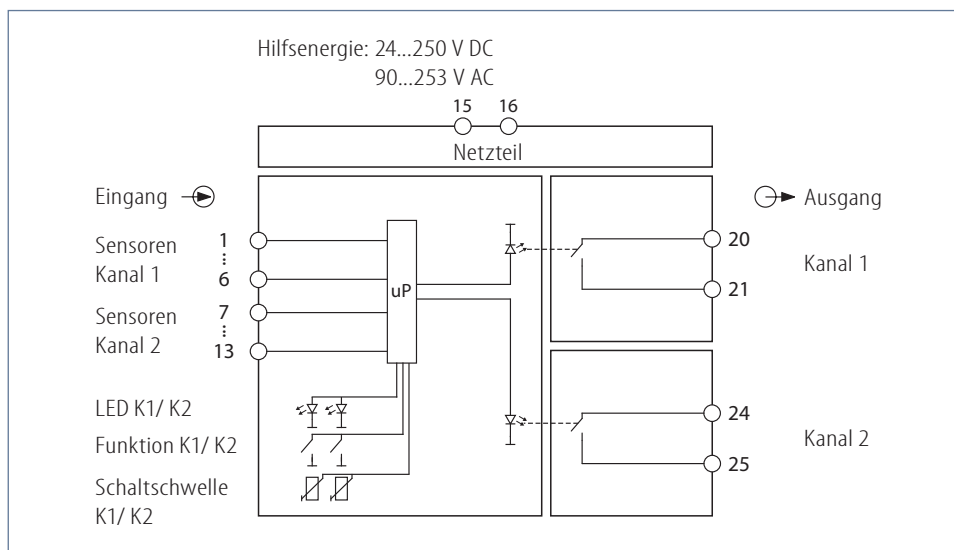 Hilfsenergie: 24...250 V DC
90...253 V AC
15 16
Netzteil
Eingang
Ausgang
Sensoren
Kanal 1
1
6
Sensoren
Kanal 2
7
13
uP
20
21
Kanal 1
LED K1/ K2
Funktion K1/ K2
Schaltschwelle
K1/ K2
24
25
Kanal 2